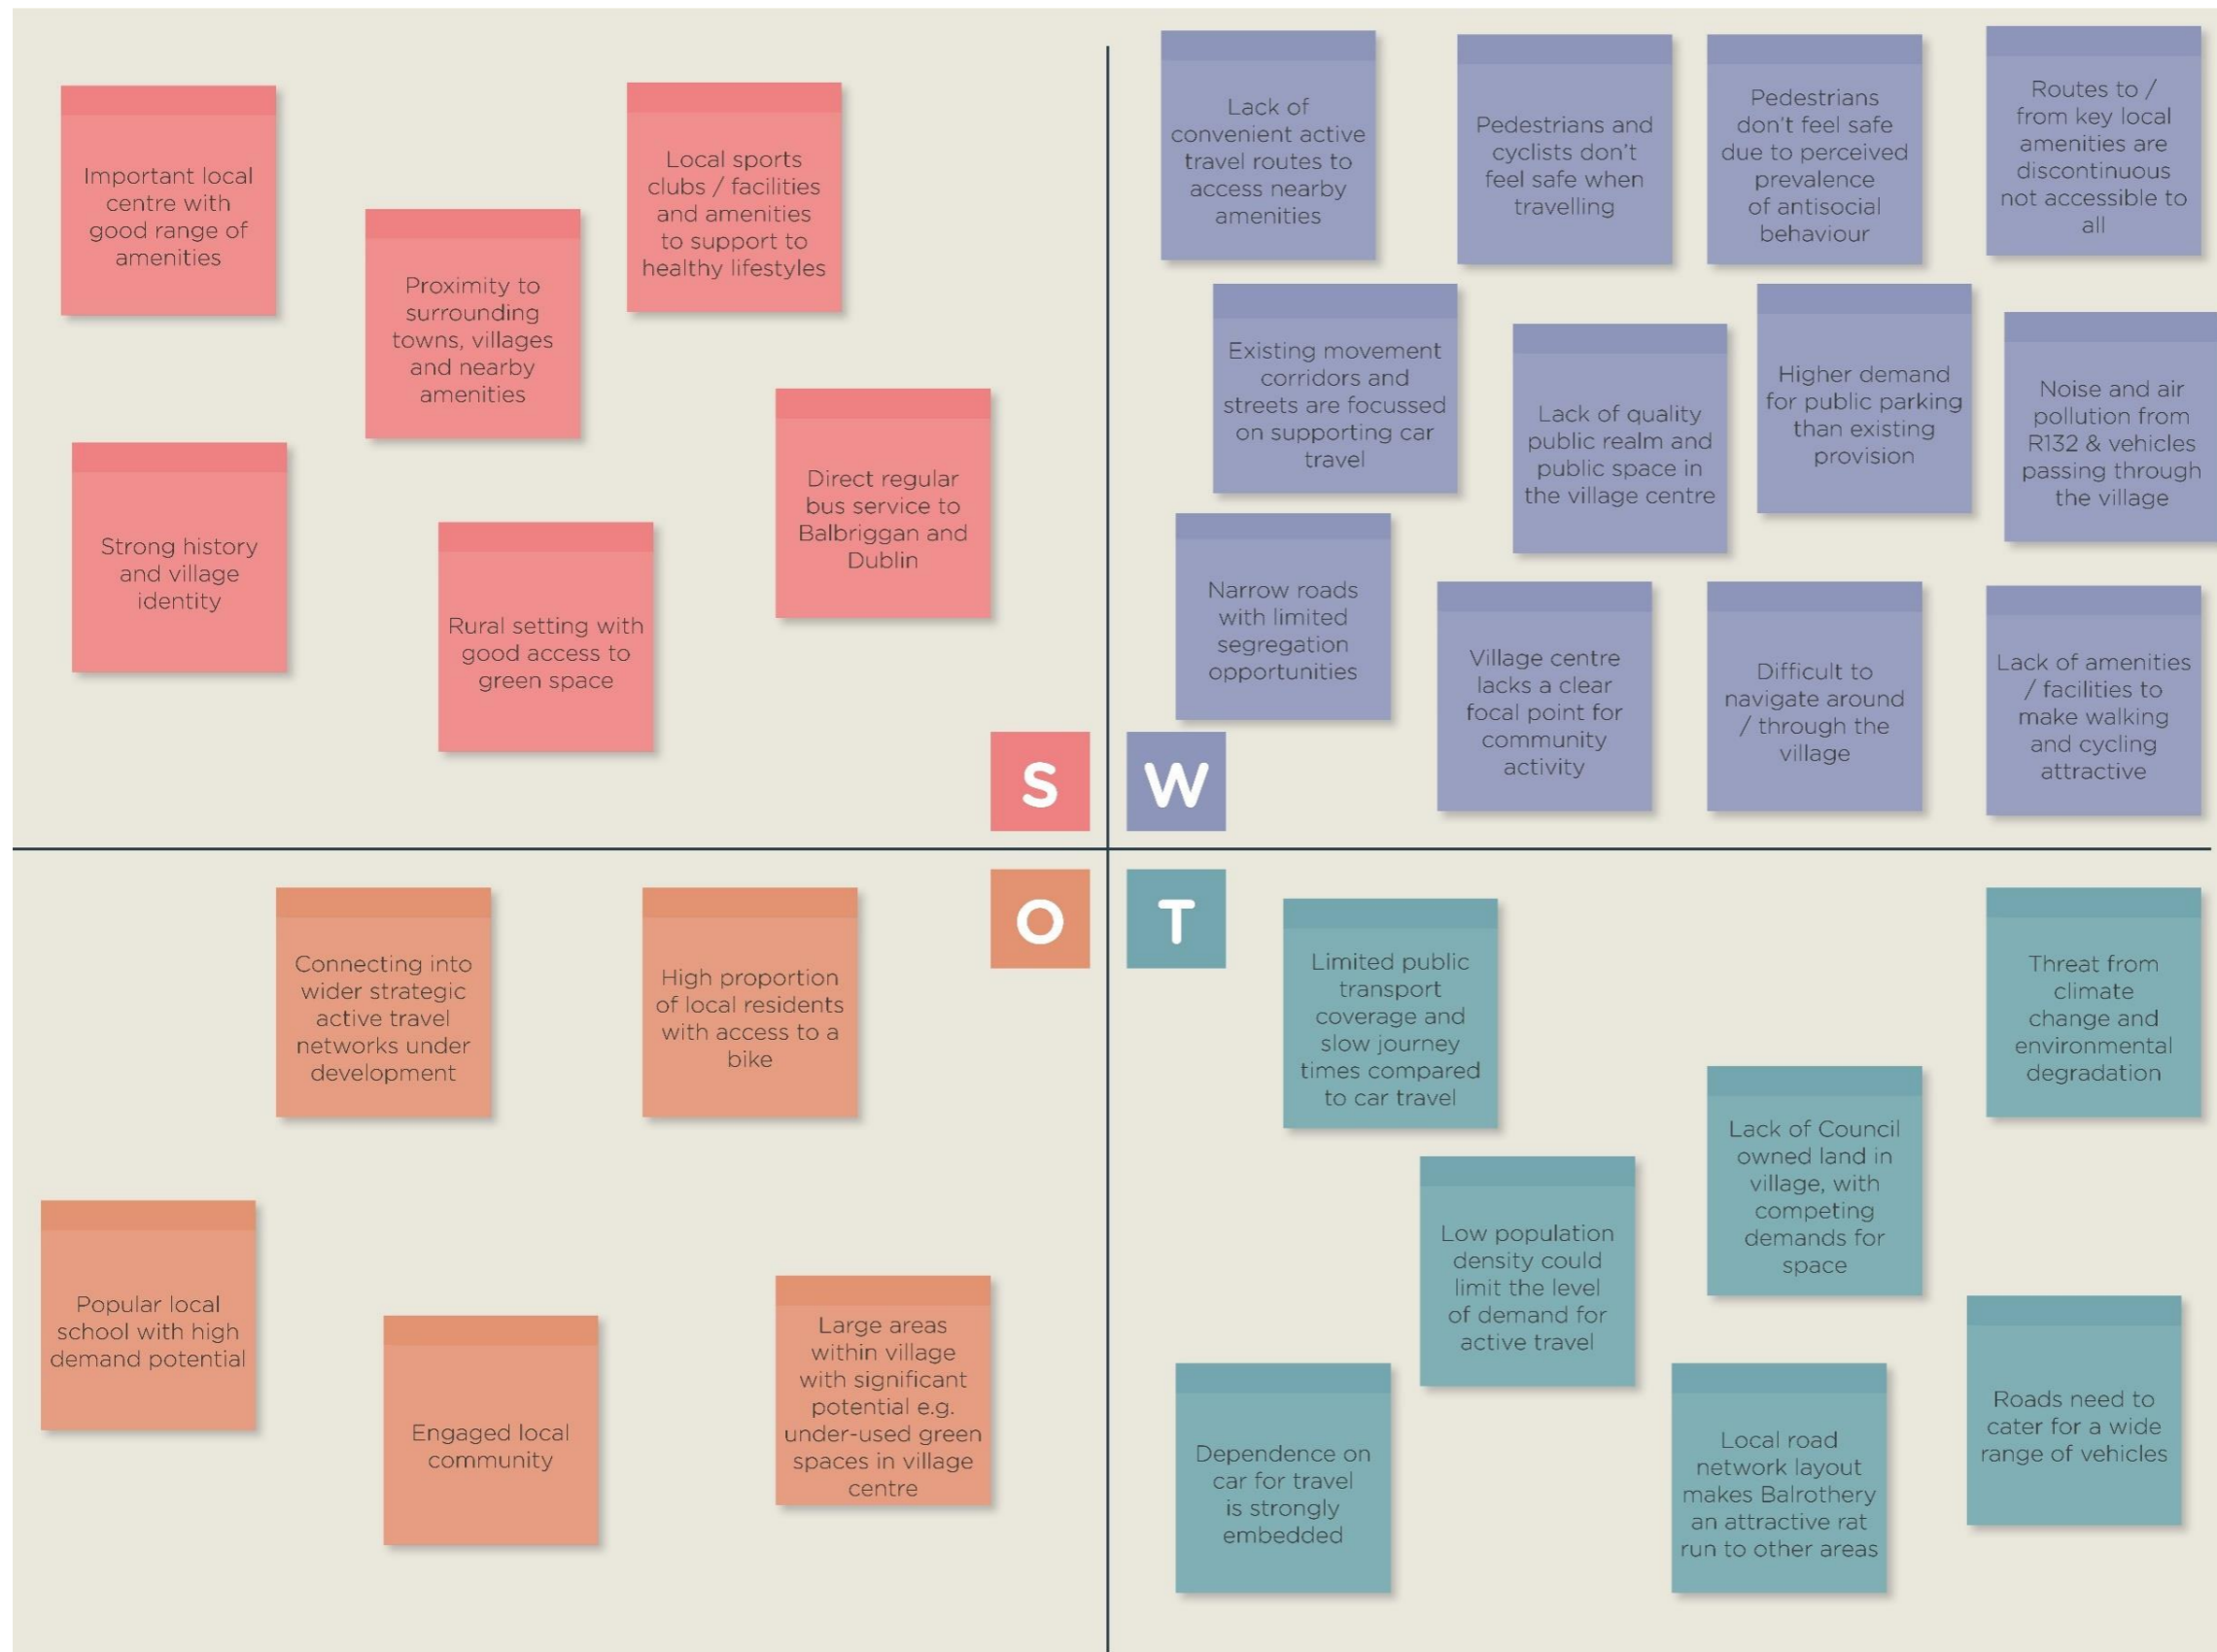 Important local
centre with
good range of
amenities
Proximity to
surrounding
towns, villages
and nearby
amenities
Local sports
clubs / facilities
and amenities
to support to
healthy lifestyles
Strong history
and village
identity
Rural setting with
good access to
green space
Direct regular
bus service to
Balbriggan and
Dublin
S
Lack of
convenient active
travel routes to
access nearby
amenities
Pedestrians and
cyclists don't
feel safe when
travelling
Pedestrians
don't feel safe
due to perceived
prevalence
of antisocial
behaviour
Routes to /
from key local
amenities are
discontinuous
not accessible to
all
Existing movement
corridors and
streets are focussed
on supporting car
travel
Lack of quality
public realm and
public space in
the village centre
Higher demand
for public parking
than existing
provision
Noise and air
pollution from
R132 & vehicles
passing through
the village
Narrow roads
with limited
segregation
opportunities
Village centre
lacks a clear
focal point for
community
activity
Difficult to
navigate around
/ through the
village
Lack of amenities
/ facilities to
make walking
and cycling
attractive
W
O
Connecting into
wider strategic
active travel
networks under
development
High proportion
of local residents
with access to a
bike
Popular local
school with high
demand potential
Engaged local
community
Large areas
within village
with significant
potential e.g.
under-used green
spaces in village
centre
T
Limited public
transport
coverage and
slow journey
times compared
to car travel
Threat from
climate
change and
environmental
degradation
Lack of Council
owned land in
village, with
competing
demands for
space
Low population
density could
limit the level
of demand for
active travel
Dependence on
car for travel
is strongly
embedded
Local road
network layout
makes Balrothery
an attractive rat
run to other areas
Roads need to
cater for a wide
range of vehicles